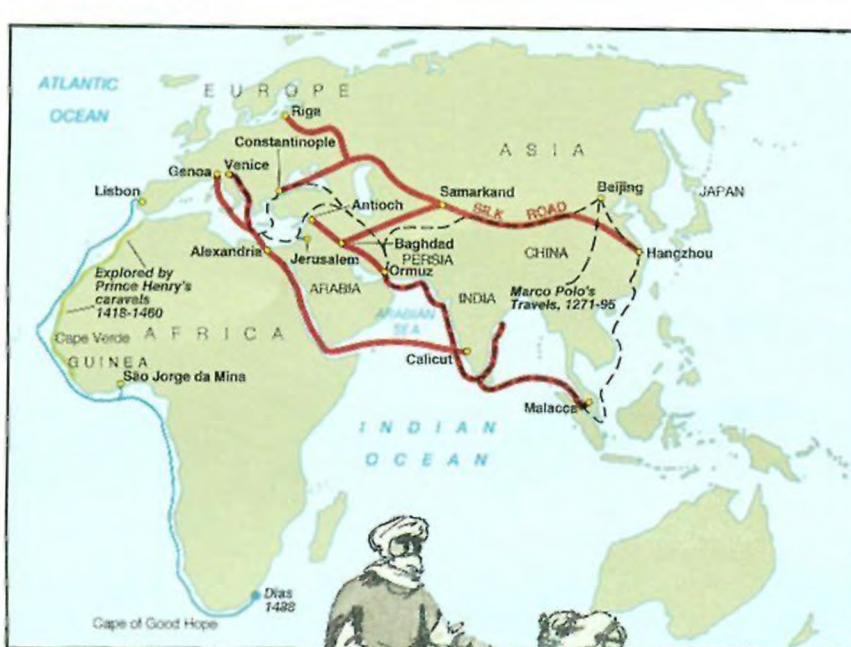 ATLANTIC
OCEAN
EUROPE
Riga
Constantinople
ASIA
Genoa
Venice
Lisbon
Antioch
Samarkand
SILK ROAD
Beijing
JAPAN
Alexandria
Jerusalem
Baghdad
PERSIA
Ormuz
CHINA
Hangzhou
Explored by
Prince Henry's
caravels
1418-1460
ARABIA
INDIA
Marco Polo's
Travels, 1271-95
ARABIAN
SEA
Cape Verde
AFRICA
GUINEA
Calicut
São Jorge da Mina
Malacca
INDIAN
OCEAN
Dias
1488
Cape of Good Hope